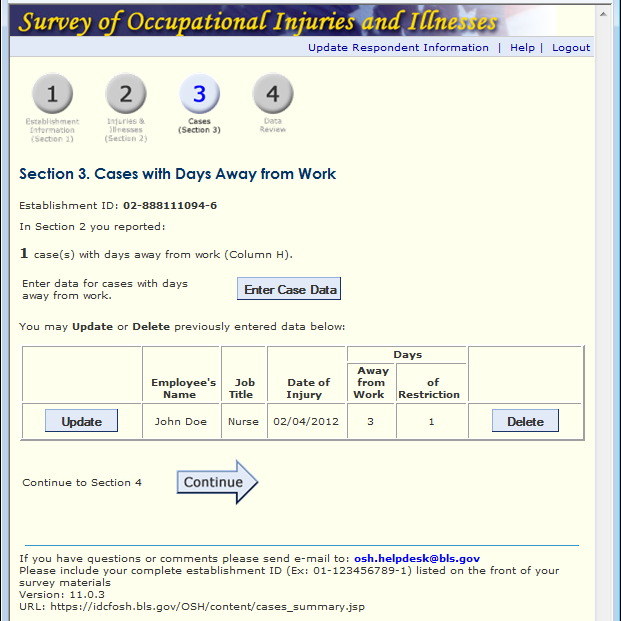 Survey of Occupational Injuries and Illnesses
Update Respondent Information | Help | Logout
1 2 3 4
Establishment Information (Section 1)
Injuries & Illnesses (Section 2)
Cases (Section 3)
Data Review
Section 3. Cases with Days Away from Work
Establishment ID: 02-888111094-6
In Section 2 you reported:
1 case(s) with days away from work (Column H).
Enter data for cases with days
away from work.
Enter Case Data
You may Update or Delete previously entered data below:
Days
Employee's Name
Job Title
Date of Injury
Away from Work
of Restriction
Update John Doe Nurse 02/04/2012 3 1 Delete
Continue to Section 4 Continue
If you have questions or comments please send e-mail to: osh.helpdesk@bls.gov
Please include your complete establishment ID (Ex: 01-123456789-1) listed on the front of your
survey materials
Version: 11.0.3
URL: https://idcfosh.bls.gov/OSH/content/cases_summary.jsp